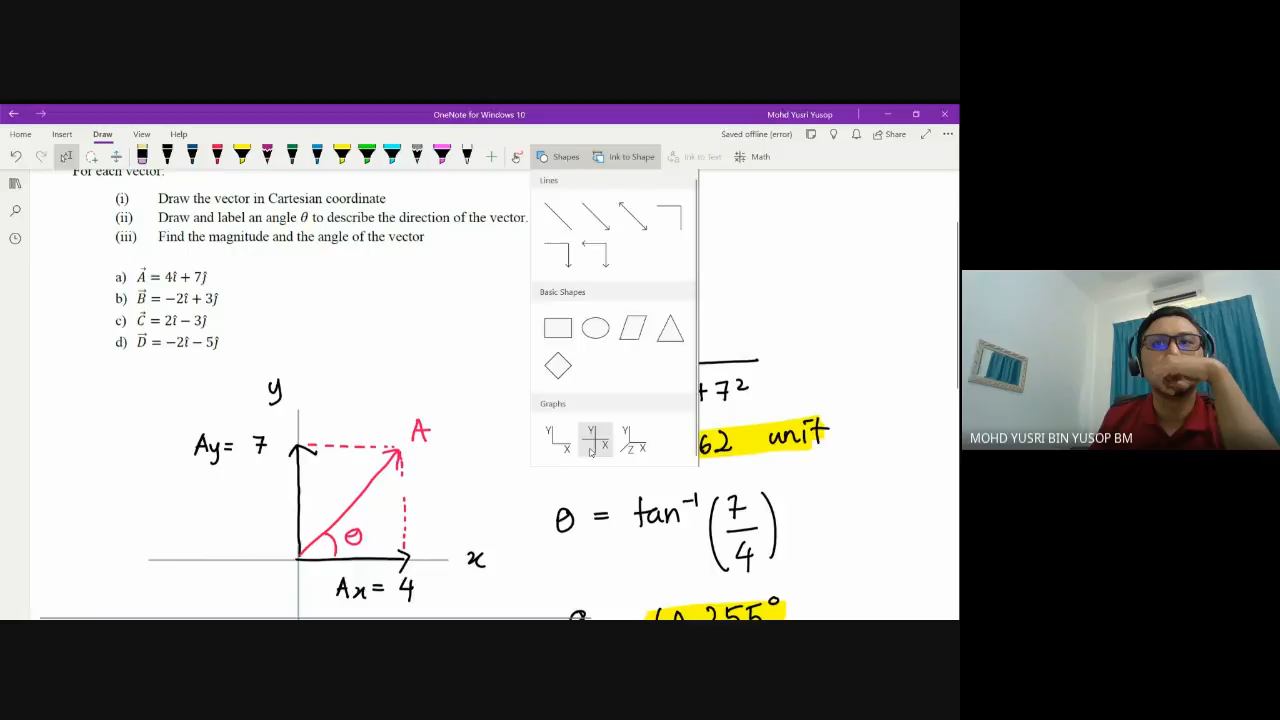 OneNote for Windows 10
Mohd Yusri Yusop
Home Insert Draw View Help
Saved offline (error) Share
Shapes Ink to Shape Ink to Text Math
For each vector:
(i) Draw the vector in Cartesian coordinate
(ii) Draw and label an angle θ to describe the direction of the vector.
(iii) Find the magnitude and the angle of the vector
a) A⃗ = 4î + 7ĵ
b) B⃗ = −2î + 3ĵ
c) C⃗ = 2î − 3ĵ
d) D⃗ = −2î − 5ĵ
Lines
Basic Shapes
Graphs
Y X
Y X
Y Z X
y
Ay = 7
A
θ
x
Ax = 4
+ 7²
62 unit
θ = tan⁻¹ (7/4)
255°
MOHD YUSRI BIN YUSOP BM